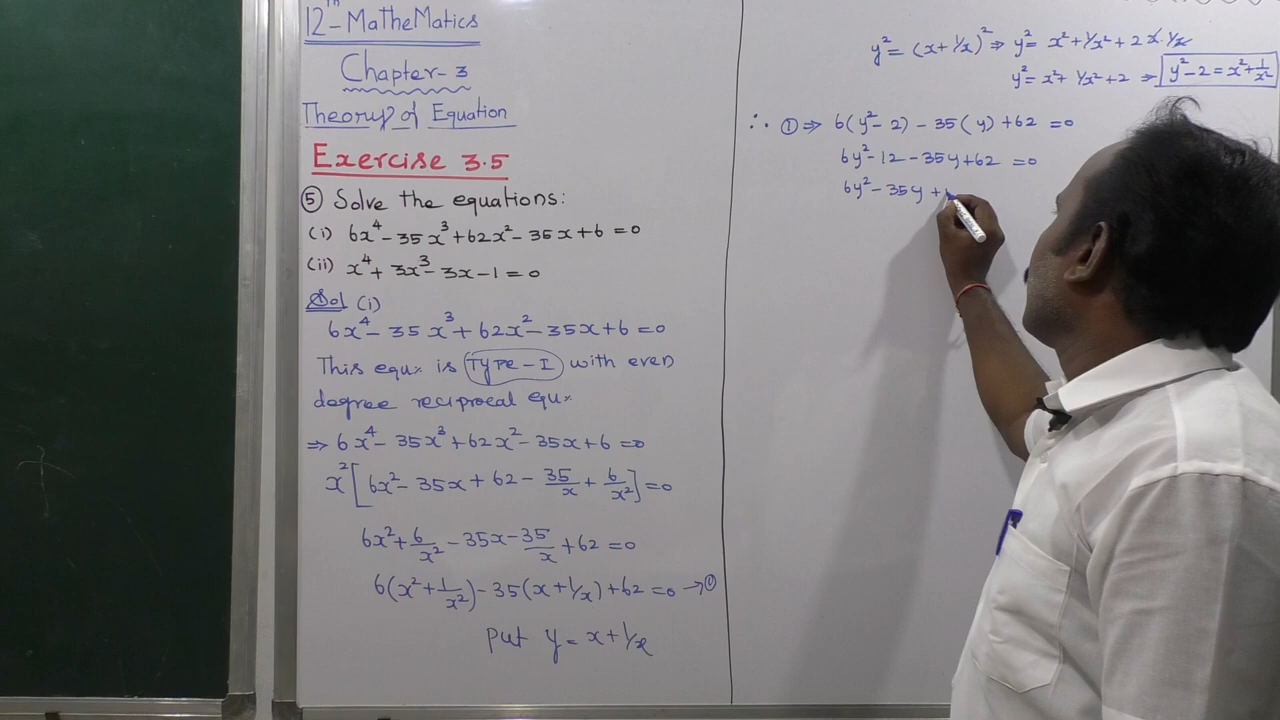 12th MatheMatics
Chapter-3
Theory of Equation
Exercise 3.5
⑤ Solve the equations:
(i) 6x⁴ - 35x³ + 62x² - 35x + 6 = 0
(ii) x⁴ + 3x³ - 3x - 1 = 0
Sol (i)
6x⁴ - 35x³ + 62x² - 35x + 6 = 0
This equ. is TYPE-I with even
degree reciprocal equ.
⇒ 6x⁴ - 35x³ + 62x² - 35x + 6 = 0
x²[6x² - 35x + 62 - 35/x + 6/x²] = 0
6x² + 6/x² - 35x - 35/x + 62 = 0
6(x² + 1/x²) - 35(x + 1/x) + 62 = 0 → ①
put y = x + 1/x
y² = (x + 1/x)² ⇒ y² = x² + 1/x² + 2x·1/x
y² = x² + 1/x² + 2 ⇒ y² - 2 = x² + 1/x²
∴ ① ⇒ 6(y² - 2) - 35(y) + 62 = 0
6y² - 12 - 35y + 62 = 0
6y² - 35y +